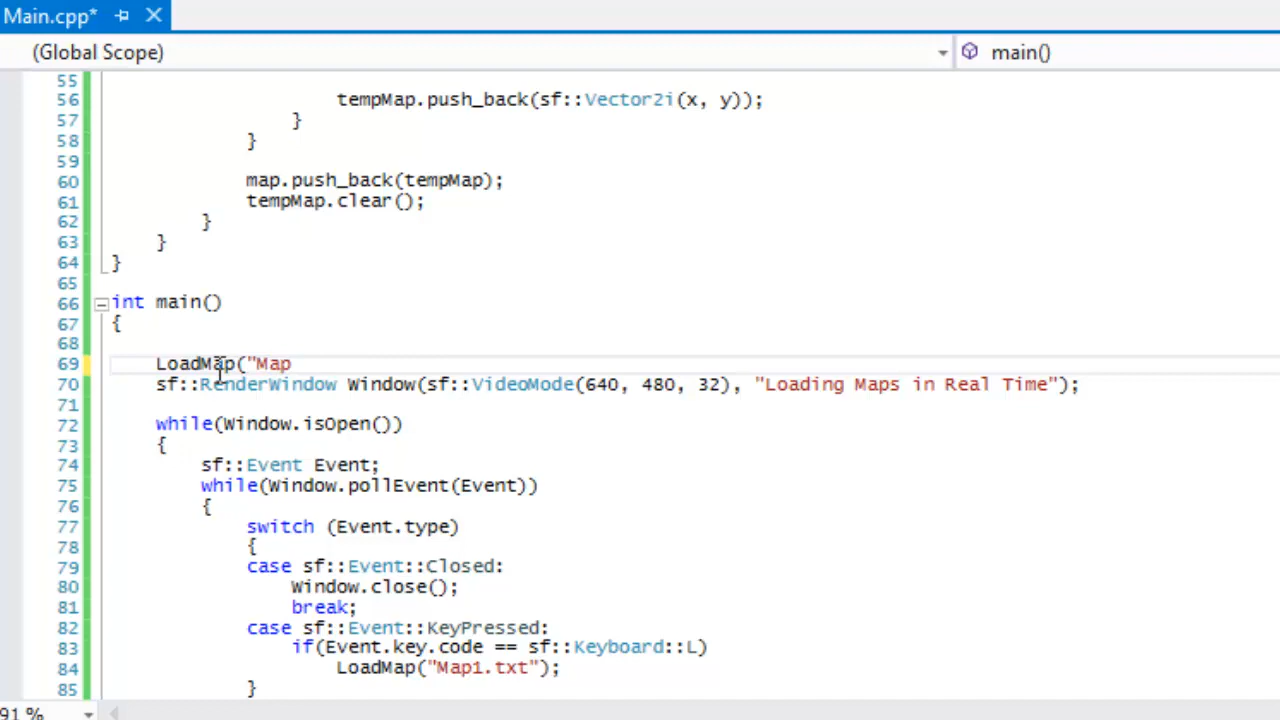 Main.cpp*
(Global Scope) main()
55
56 tempMap.push_back(sf::Vector2i(x, y));
57 }
58 }
59
60 map.push_back(tempMap);
61 tempMap.clear();
62 }
63 }
64 }
65
66 int main()
67 {
68
69 LoadMap("Map
70 sf::RenderWindow Window(sf::VideoMode(640, 480, 32), "Loading Maps in Real Time");
71
72 while(Window.isOpen())
73 {
74 sf::Event Event;
75 while(Window.pollEvent(Event))
76 {
77 switch (Event.type)
78 {
79 case sf::Event::Closed:
80 Window.close();
81 break;
82 case sf::Event::KeyPressed:
83 if(Event.key.code == sf::Keyboard::L)
84 LoadMap("Map1.txt");
85 }
91 %